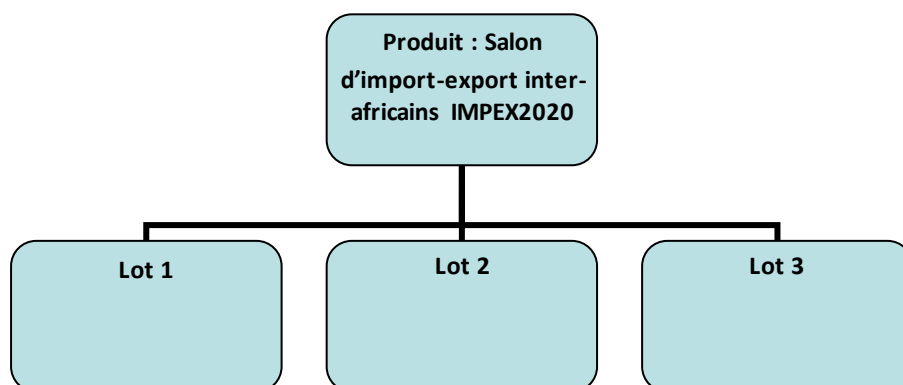 Produit : Salon
d’import-export inter-
africains IMPEX2020
Lot 1
Lot 2
Lot 3